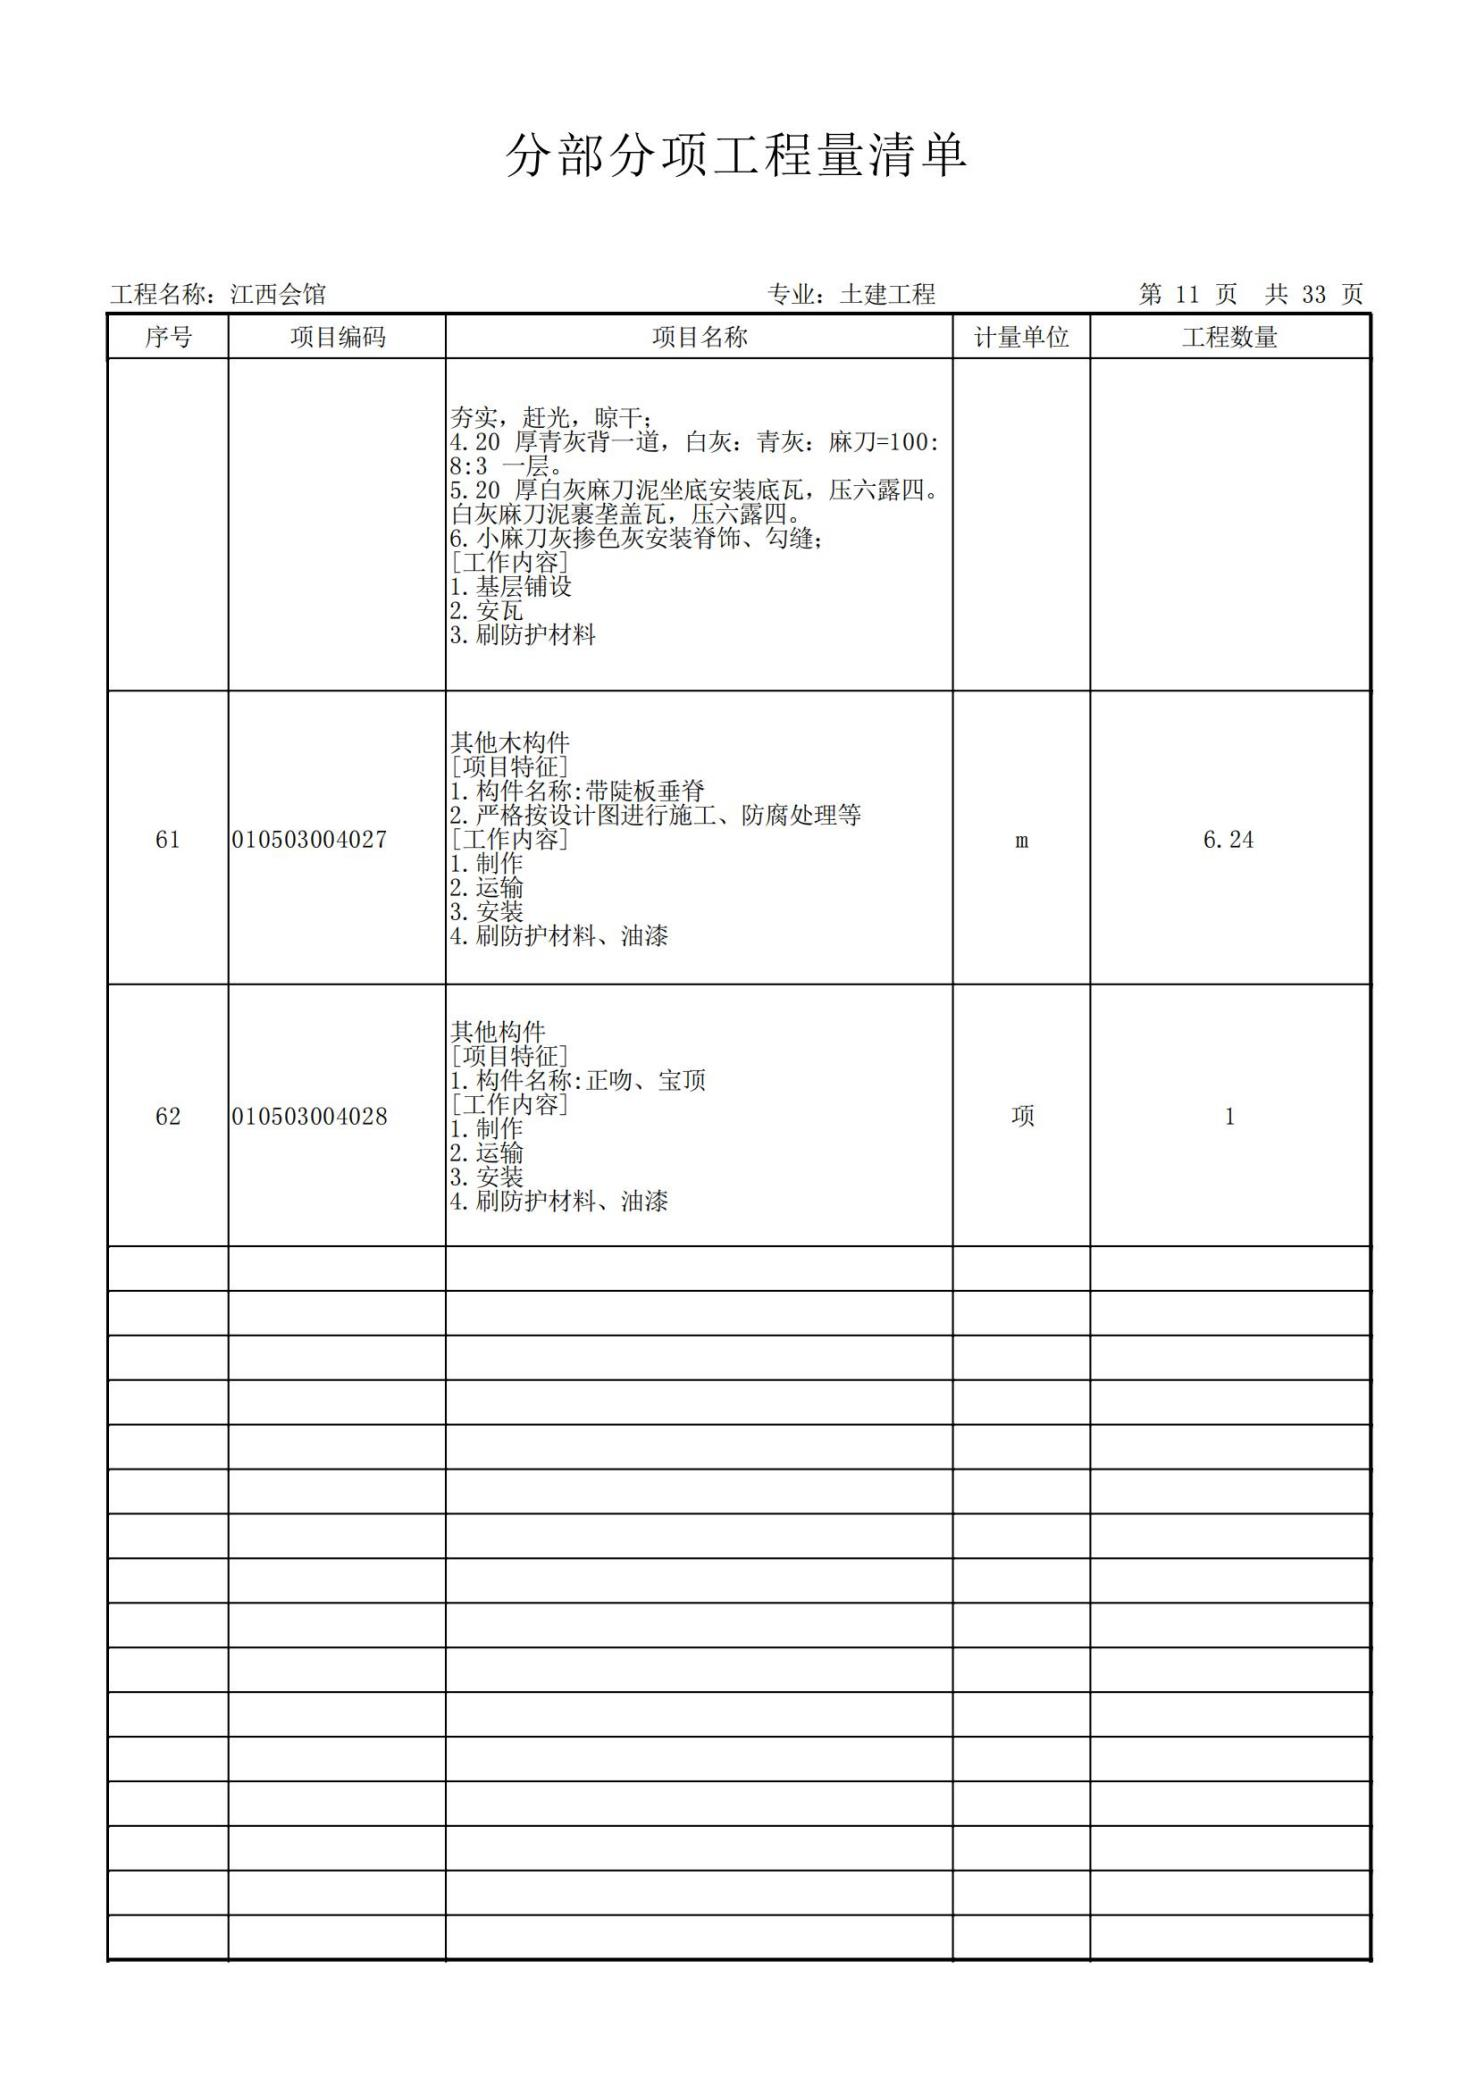 分部分项工程量清单
工程名称：江西会馆 专业：土建工程 第 11 页 共 33 页
序号 项目编码 项目名称 计量单位 工程数量
夯实，赶光，晾干；
4.20 厚青灰背一道，白灰：青灰：麻刀=100:
8:3 一层。
5.20 厚白灰麻刀泥坐底安装底瓦，压六露四。
白灰麻刀泥裹垄盖瓦，压六露四。
6.小麻刀灰掺色灰安装脊饰、勾缝；
[工作内容]
1.基层铺设
2.安瓦
3.刷防护材料
61 010503004027
其他木构件
[项目特征]
1.构件名称:带陡板垂脊
2.严格按设计图进行施工、防腐处理等
[工作内容]
1.制作
2.运输
3.安装
4.刷防护材料、油漆
m 6.24
62 010503004028
其他构件
[项目特征]
1.构件名称:正吻、宝顶
[工作内容]
1.制作
2.运输
3.安装
4.刷防护材料、油漆
项 1